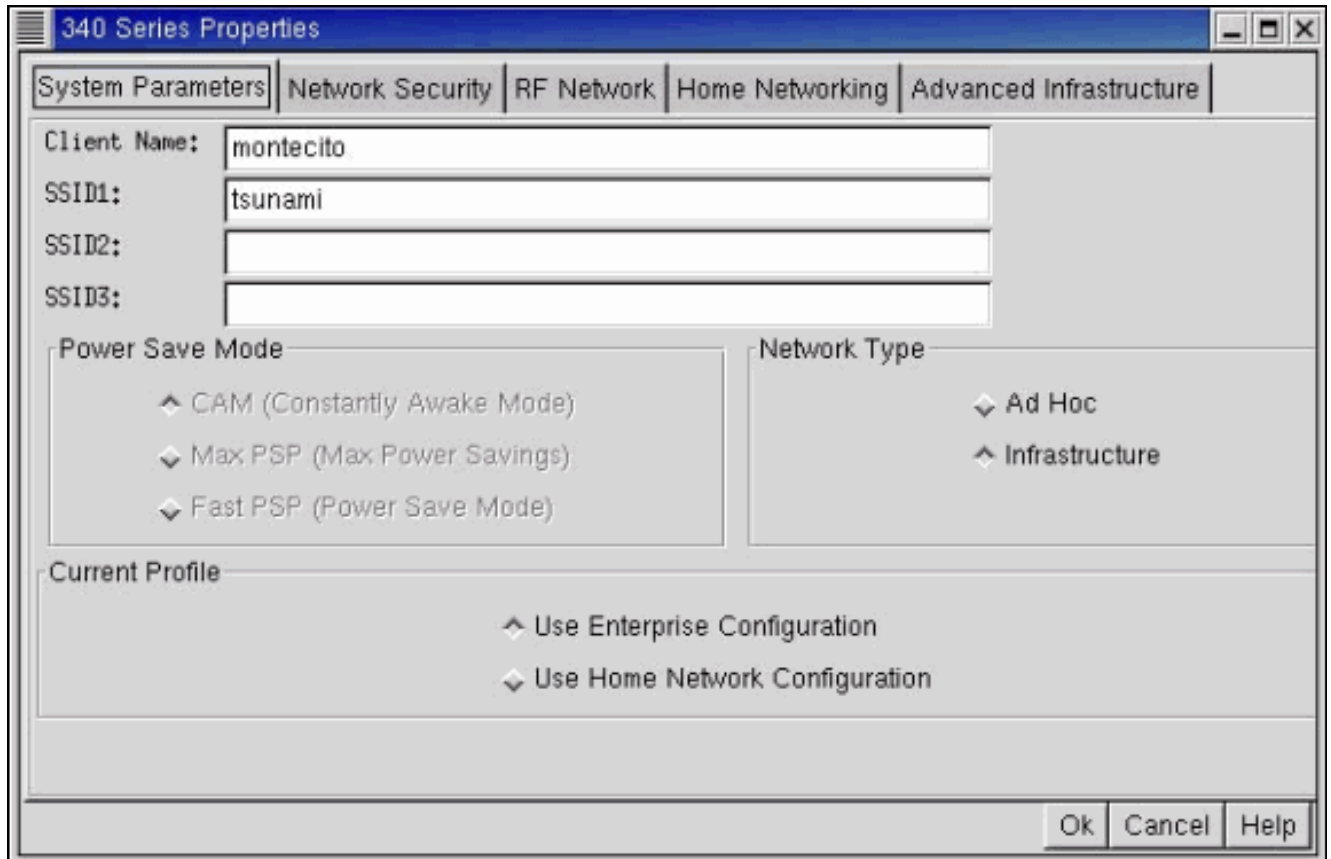 340 Series Properties
System Parameters Network Security RF Network Home Networking Advanced Infrastructure
Client Name: montecito
SSID1: tsunami
SSID2:
SSID3:
Power Save Mode
CAM (Constantly Awake Mode)
Max PSP (Max Power Savings)
Fast PSP (Power Save Mode)
Network Type
Ad Hoc
Infrastructure
Current Profile
Use Enterprise Configuration
Use Home Network Configuration
Ok Cancel Help